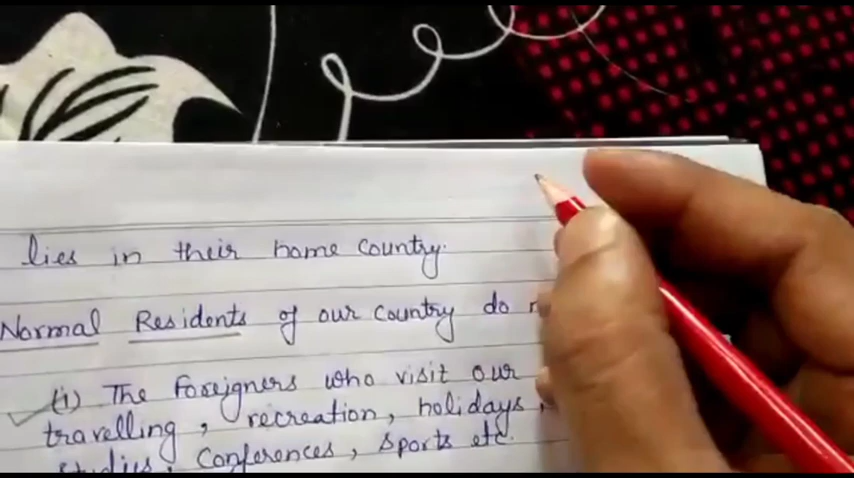 lies in their home country.
Normal Residents of our country do
(i) The foreigners who visit our
travelling, recreation, holidays,
studies, conferences, sports etc.